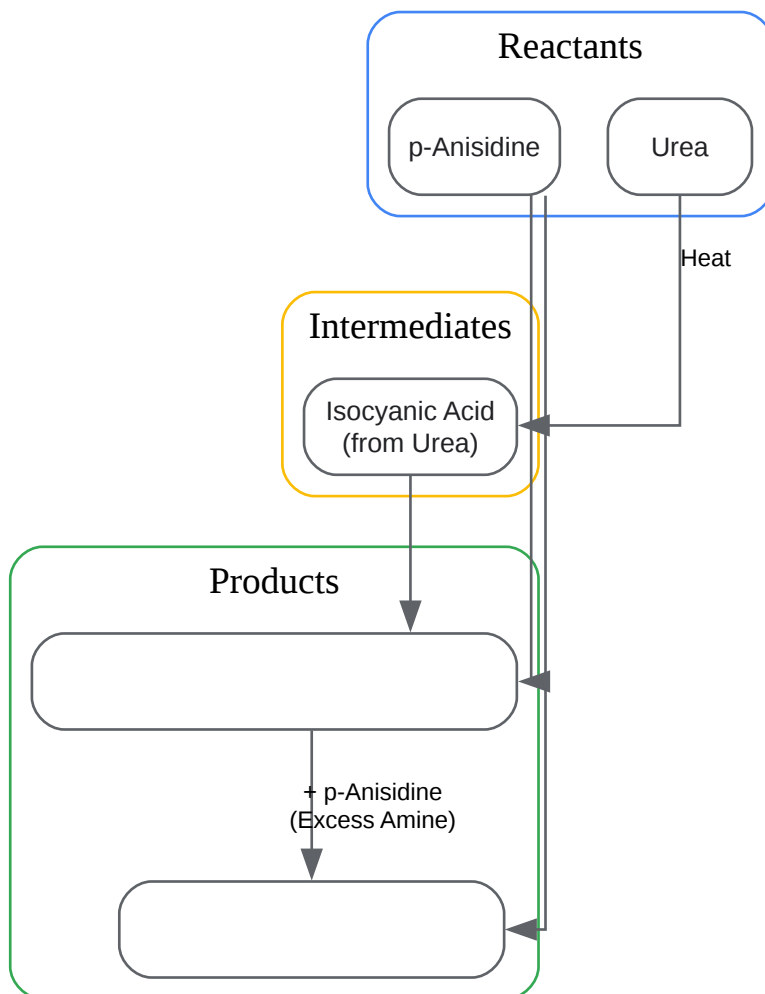 Reactants
p-Anisidine
Urea
Heat
Intermediates
Isocyanic Acid
(from Urea)
Products
+ p-Anisidine
(Excess Amine)